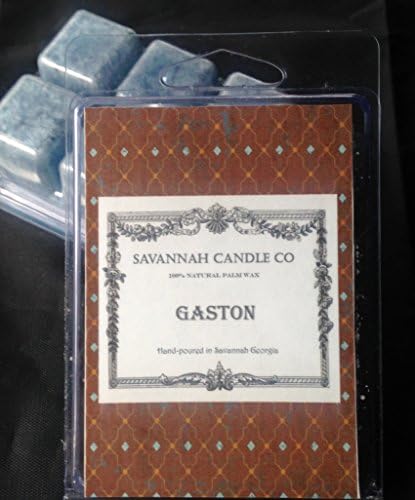 SAVANNAH CANDLE CO
100% NATURAL PALM WAX
GASTON
Hand-poured in Savannah Georgia